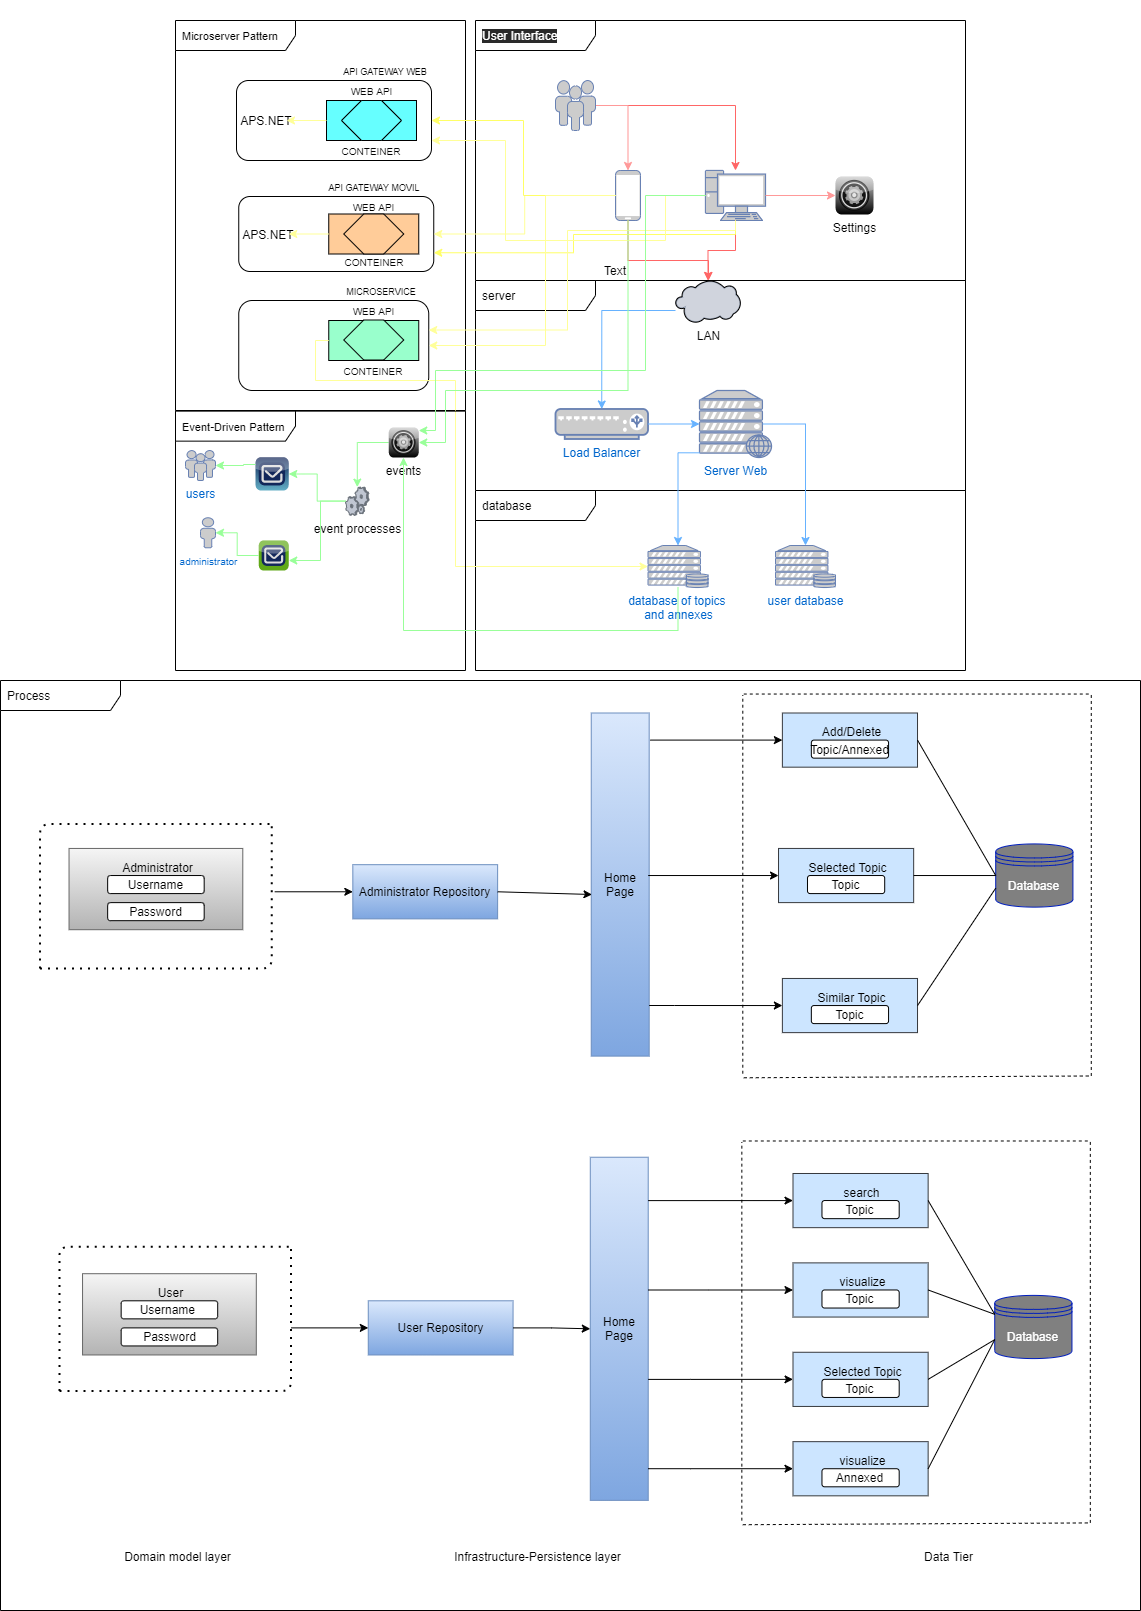 Microserver Pattern
User Interface
API GATEWAY WEB
WEB API
APS.NET
CONTEINER
API GATEWAY MOVIL
WEB API
APS.NET
CONTEINER
MICROSERVICE
WEB API
CONTEINER
Settings
Text
server
LAN
Load Balancer
Server Web
Event-Driven Pattern
users
events
event processes
administrator
database
database of topics
and annexes
user database
Process
Administrator
Username
Password
Administrator Repository
Home
Page
Add/Delete
Topic/Annexed
Selected Topic
Topic
Similar Topic
Topic
Database
User
Username
Password
User Repository
Home
Page
search
Topic
visualize
Topic
Selected Topic
Topic
visualize
Annexed
Database
Domain model layer
Infrastructure-Persistence layer
Data Tier